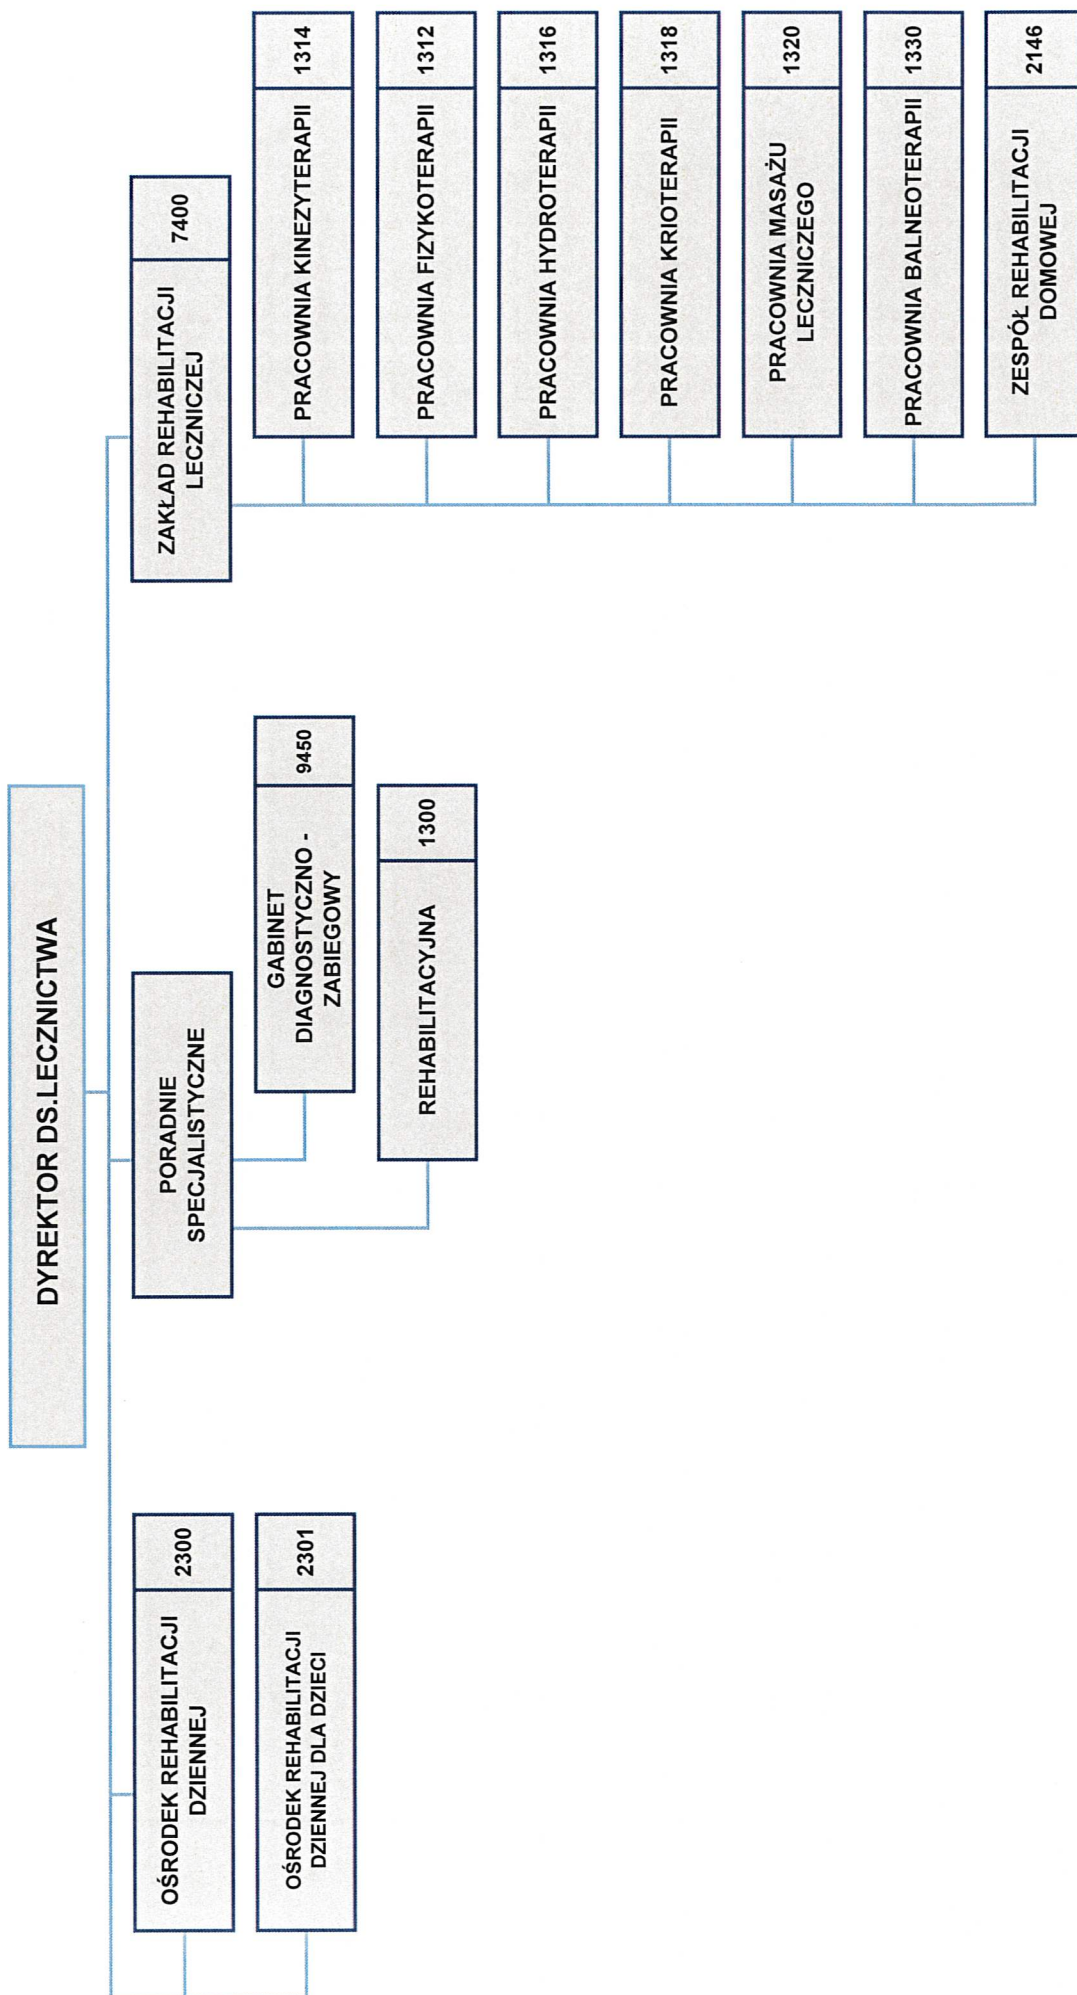 DYREKTOR DS.LECZNICTWA
OŚRODEK REHABILITACJI
DZIENNEJ
2300
OŚRODEK REHABILITACJI
DZIENNEJ DLA DZIECI
2301
PORADNIE
SPECJALISTYCZNE
GABINET
DIAGNOSTYCZNO -
ZABIEGOWY
9450
REHABILITACYJNA
1300
ZAKŁAD REHABILITACJI
LECZNICZEJ
7400
PRACOWNIA KINEZYTERAPII
1314
PRACOWNIA FIZYKOTERAPII
1312
PRACOWNIA HYDROTERAPII
1316
PRACOWNIA KRIOTERAPII
1318
PRACOWNIA MASAŻU
LECZNICZEGO
1320
PRACOWNIA BALNEOTERAPII
1330
ZESPÓŁ REHABILITACJI
DOMOWEJ
2146